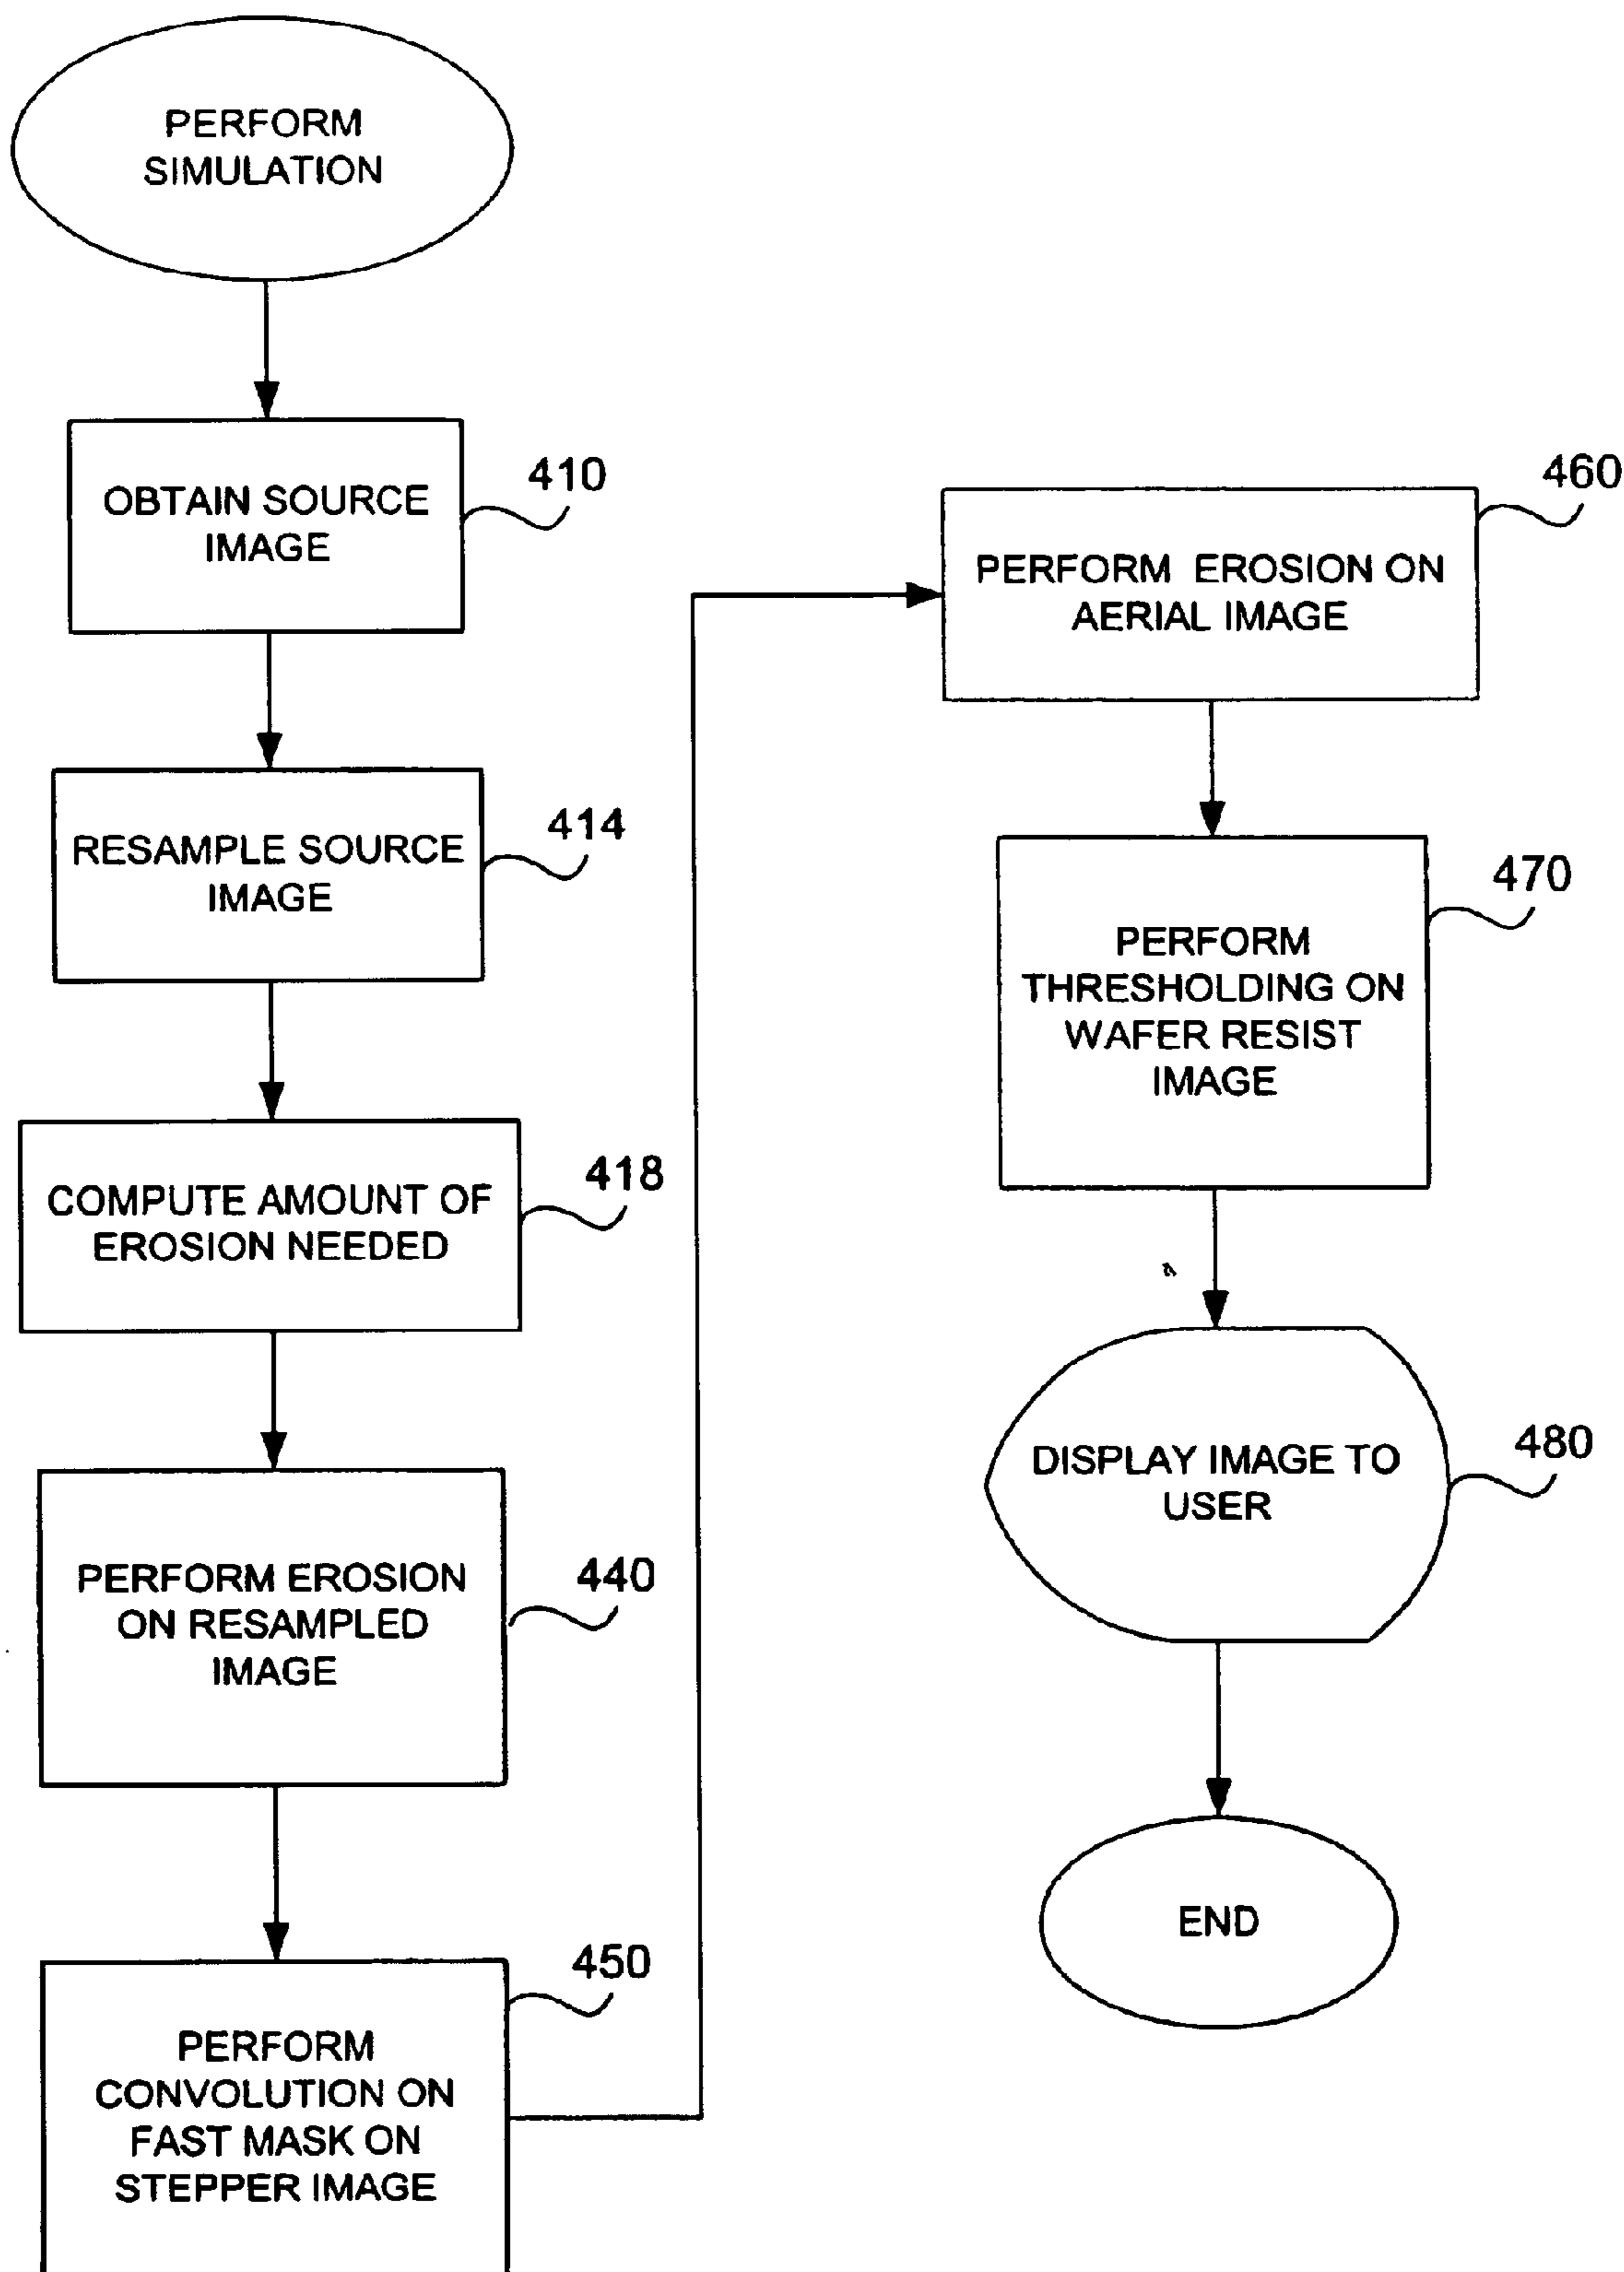 PERFORM
SIMULATION
410
OBTAIN SOURCE
IMAGE
414
RESAMPLE SOURCE
IMAGE
418
COMPUTE AMOUNT OF
EROSION NEEDED
440
PERFORM EROSION
ON RESAMPLED
IMAGE
450
PERFORM
CONVOLUTION ON
FAST MASK ON
STEPPER IMAGE
460
PERFORM EROSION ON
AERIAL IMAGE
470
PERFORM
THRESHOLDING ON
WAFER RESIST
IMAGE
480
DISPLAY IMAGE TO
USER
END